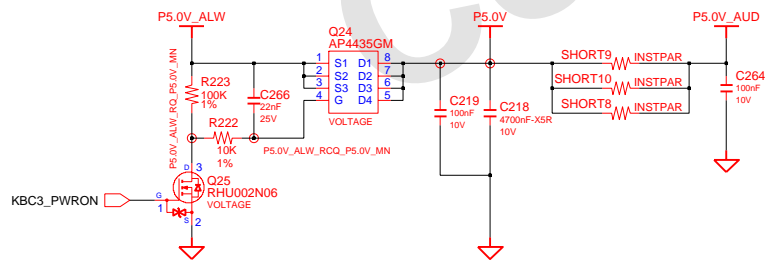 P5.0V_ALW
P5.0V
P5.0V_AUD
Q24
AP4435GM
1 S1 D1 8
2 S2 D2 7
3 S3 D3 6
4 G D4 5
VOLTAGE
P5.0V_ALW_RQ_P5.0V_MN
R223
100K
1%
C266
22nF
25V
R222
10K
1%
P5.0V_ALW_RCQ_P5.0V_MN
C219
100nF
10V
C218
4700nF-X5R
10V
SHORT9
INSTPAR
SHORT10
INSTPAR
SHORT8
INSTPAR
C264
100nF
10V
D 3
Q25
RHU002N06
VOLTAGE
KBC3_PWRON
G
1
S
2